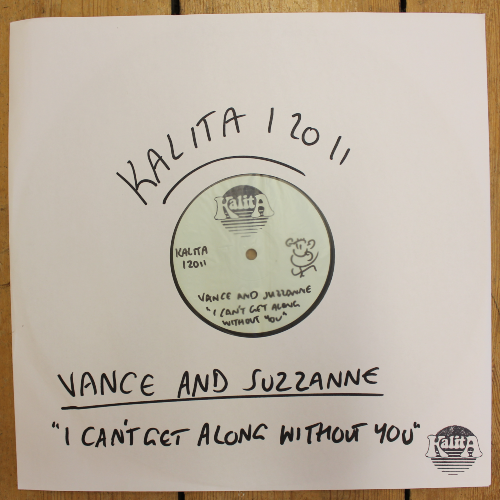 KALITA 12011
KalitA
KALITA
12011
VANCE AND SUZZANNE
"I CAN'T GET ALONG
WITHOUT YOU"
VANCE AND SUZZANNE
"I CAN'T GET ALONG WITHOUT YOU"
KalitA